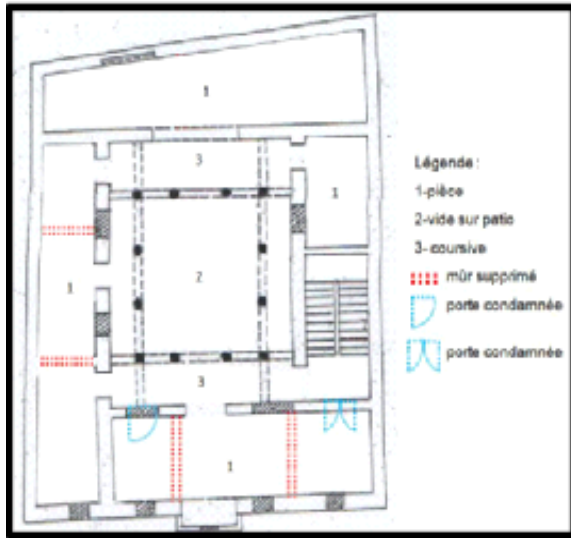 1
3
1
Légende :
1-pièce
2-vide sur patio
3- coursive
mûr supprimé
porte condamnée
porte condamnée
1
2
3
1